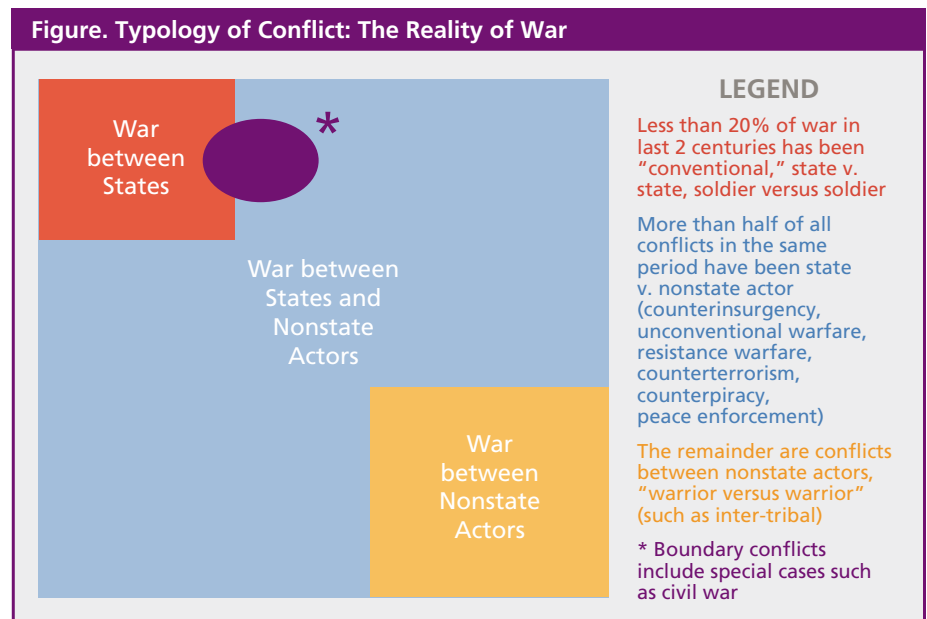 Figure. Typology of Conflict: The Reality of War
War
between
States
*
War between
States and
Nonstate
Actors
War
between
Nonstate
Actors
LEGEND
Less than 20% of war in
last 2 centuries has been
“conventional,” state v.
state, soldier versus soldier
More than half of all
conflicts in the same
period have been state
v. nonstate actor
(counterinsurgency,
unconventional warfare,
resistance warfare,
counterterrorism,
counterpiracy,
peace enforcement)
The remainder are conflicts
between nonstate actors,
“warrior versus warrior”
(such as inter-tribal)
* Boundary conflicts
include special cases such
as civil war